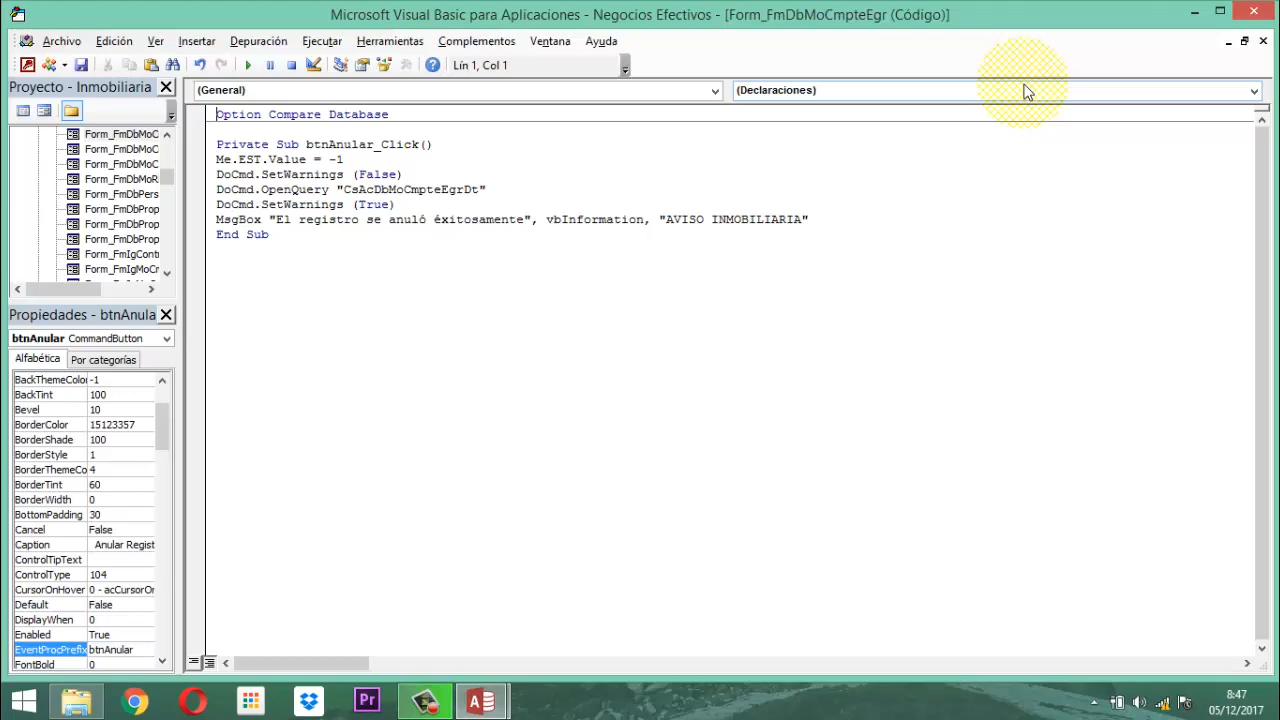 Microsoft Visual Basic para Aplicaciones - Negocios Efectivos - [Form_FmDbMoCmpteEgr (Código)]
Archivo Edición Ver Insertar Formato Depuración Ejecutar Herramientas Complementos Ventana Ayuda
Lín 1, Col 1
Proyecto - Inmobiliaria
(General)
(Declaraciones)
Form_FmDbMoC
Form_FmDbMoC
Form_FmDbMoC
Form_FmDbMoR
Form_FmDbPers
Form_FmDbProp
Form_FmDbProp
Form_FmDbProp
Form_FmIgContr
Form_FmIgMoCr
Option Compare Database
Private Sub btnAnular_Click()
Me.EST.Value = -1
DoCmd.SetWarnings (False)
DoCmd.OpenQuery "CsAcDbMoCmpteEgrDt"
DoCmd.SetWarnings (True)
MsgBox "El registro se anuló éxitosamente", vbInformation, "AVISO INMOBILIARIA"
End Sub
Propiedades - btnAnula
btnAnular CommandButton
Alfabética Por categorías
BackThemeColo -1
BackTint 100
Bevel 10
BorderColor 15123357
BorderShade 100
BorderStyle 1
BorderThemeCo 4
BorderTint 60
BorderWidth 0
BottomPadding 30
Cancel False
Caption Anular Regist
ControlTipText
ControlType 104
CursorOnHover 0 - acCursorOn
Default False
DisplayWhen 0
Enabled True
EventProcPrefix btnAnular
FontBold 0
Pr
8:47
05/12/2017